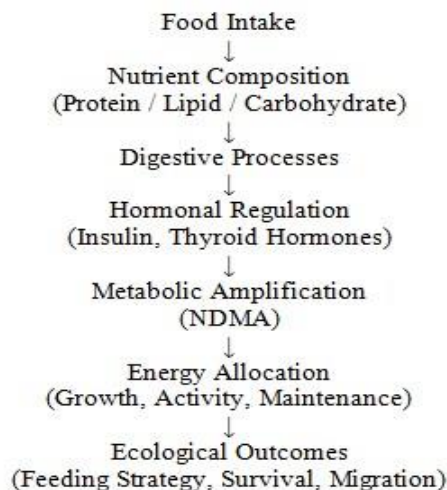 Food Intake
↓
Nutrient Composition
(Protein / Lipid / Carbohydrate)
↓
Digestive Processes
↓
Hormonal Regulation
(Insulin, Thyroid Hormones)
↓
Metabolic Amplification
(NDMA)
↓
Energy Allocation
(Growth, Activity, Maintenance)
↓
Ecological Outcomes
(Feeding Strategy, Survival, Migration)